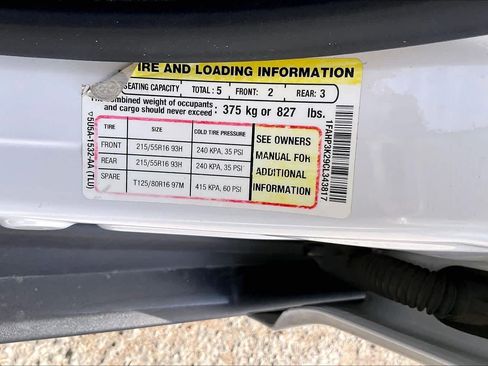 TIRE AND LOADING INFORMATION
SEATING CAPACITY TOTAL : 5 FRONT: 2 REAR: 3
The combined weight of occupants
and cargo should never exceed : 375 kg or 827 lbs.
TIRE SIZE COLD TIRE PRESSURE
FRONT 215/55R16 93H 240 KPA, 35 PSI
REAR 215/55R16 93H 240 KPA, 35 PSI
SPARE T125/80R16 97M 415 KPA, 60 PSI
SEE OWNERS
MANUAL FOR
ADDITIONAL
INFORMATION
1FAHP3K29CL343817